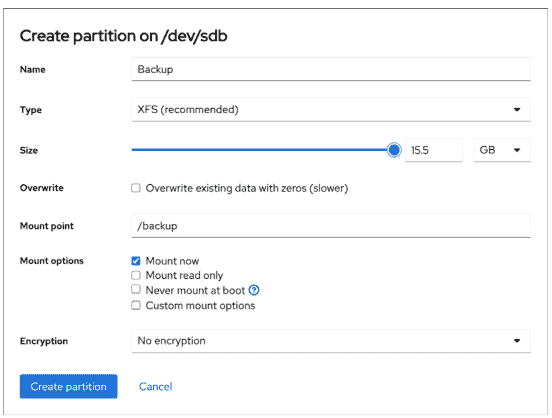 Create partition on /dev/sdb
Name Backup
Type XFS (recommended)
Size 15.5 GB
Overwrite Overwrite existing data with zeros (slower)
Mount point /backup
Mount options Mount now
Mount read only
Never mount at boot ?
Custom mount options
Encryption No encryption
Create partition Cancel